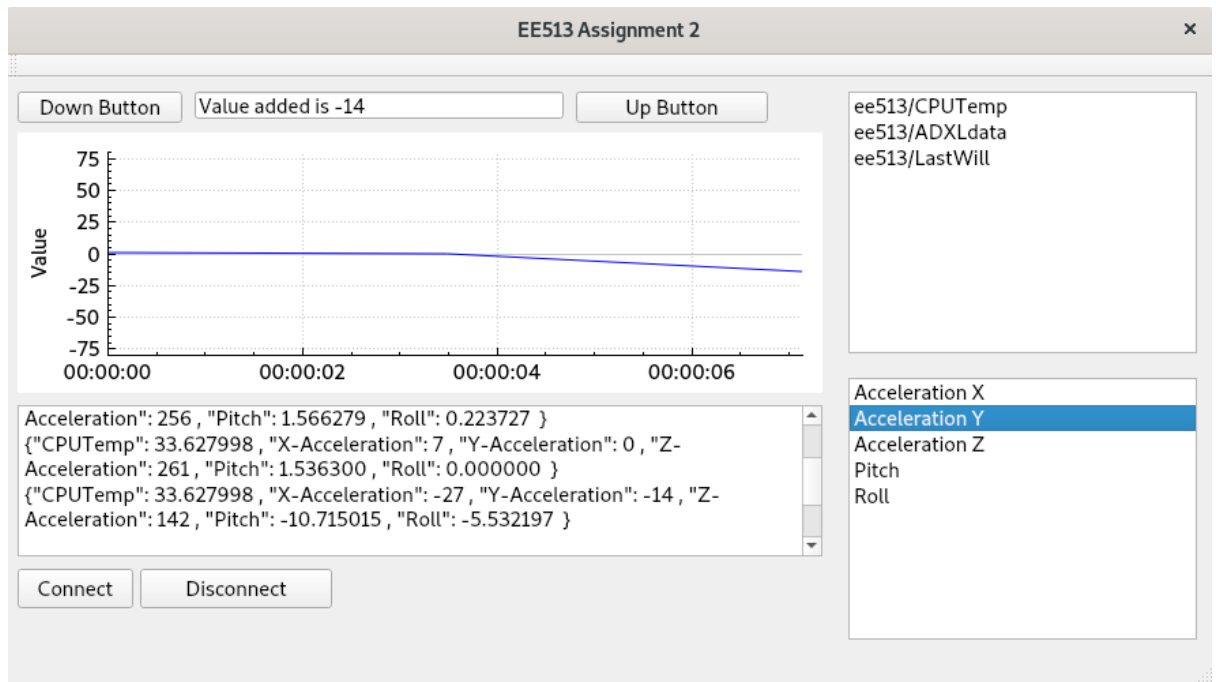 EE513 Assignment 2
Down Button
Value added is -14
Up Button
75
50
25
0
-25
-50
-75
Value
00:00:00
00:00:02
00:00:04
00:00:06
Acceleration": 256 , "Pitch": 1.566279 , "Roll": 0.223727 }
{"CPUTemp": 33.627998 , "X-Acceleration": 7 , "Y-Acceleration": 0 , "Z-
Acceleration": 261 , "Pitch": 1.536300 , "Roll": 0.000000 }
{"CPUTemp": 33.627998 , "X-Acceleration": -27 , "Y-Acceleration": -14 , "Z-
Acceleration": 142 , "Pitch": -10.715015 , "Roll": -5.532197 }
Connect
Disconnect
ee513/CPUTemp
ee513/ADXLdata
ee513/LastWill
Acceleration X
Acceleration Y
Acceleration Z
Pitch
Roll